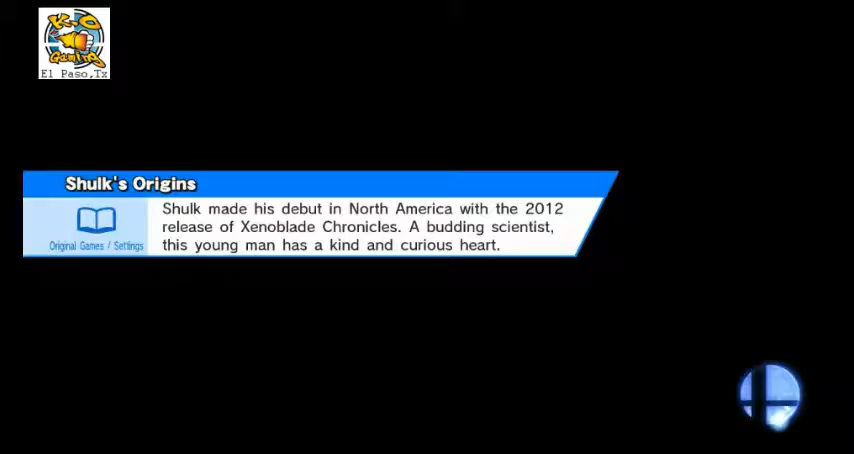 K.O
Gaming
El Paso,Tx
Shulk's Origins
Shulk made his debut in North America with the 2012
release of Xenoblade Chronicles. A budding scientist,
this young man has a kind and curious heart.
Original Games / Settings